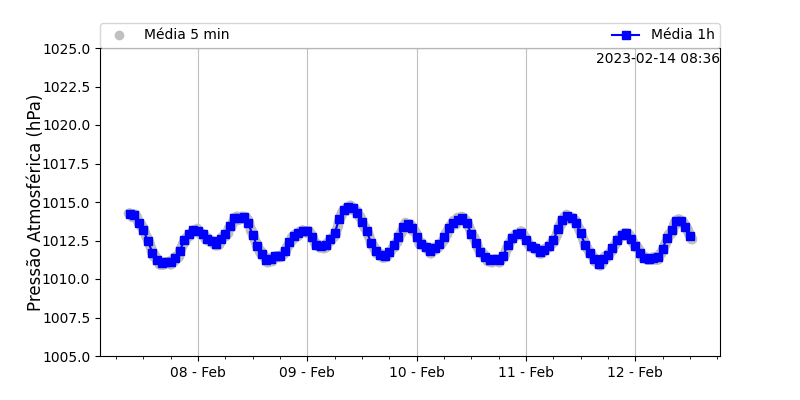 Média 5 min
Média 1h
2023-02-14 08:36
Pressão Atmosférica (hPa)
1025.0
1022.5
1020.0
1017.5
1015.0
1012.5
1010.0
1007.5
1005.0
08 - Feb
09 - Feb
10 - Feb
11 - Feb
12 - Feb